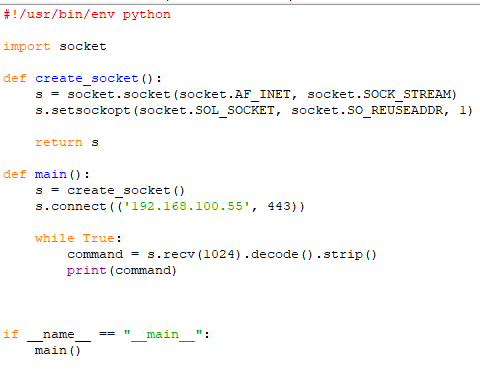 #!/usr/bin/env python
import socket
def create_socket():
    s = socket.socket(socket.AF_INET, socket.SOCK_STREAM)
    s.setsockopt(socket.SOL_SOCKET, socket.SO_REUSEADDR, 1)
    return s
def main():
    s = create_socket()
    s.connect(('192.168.100.55', 443))
    while True:
        command = s.recv(1024).decode().strip()
        print(command)
if __name__ == "__main__":
    main()